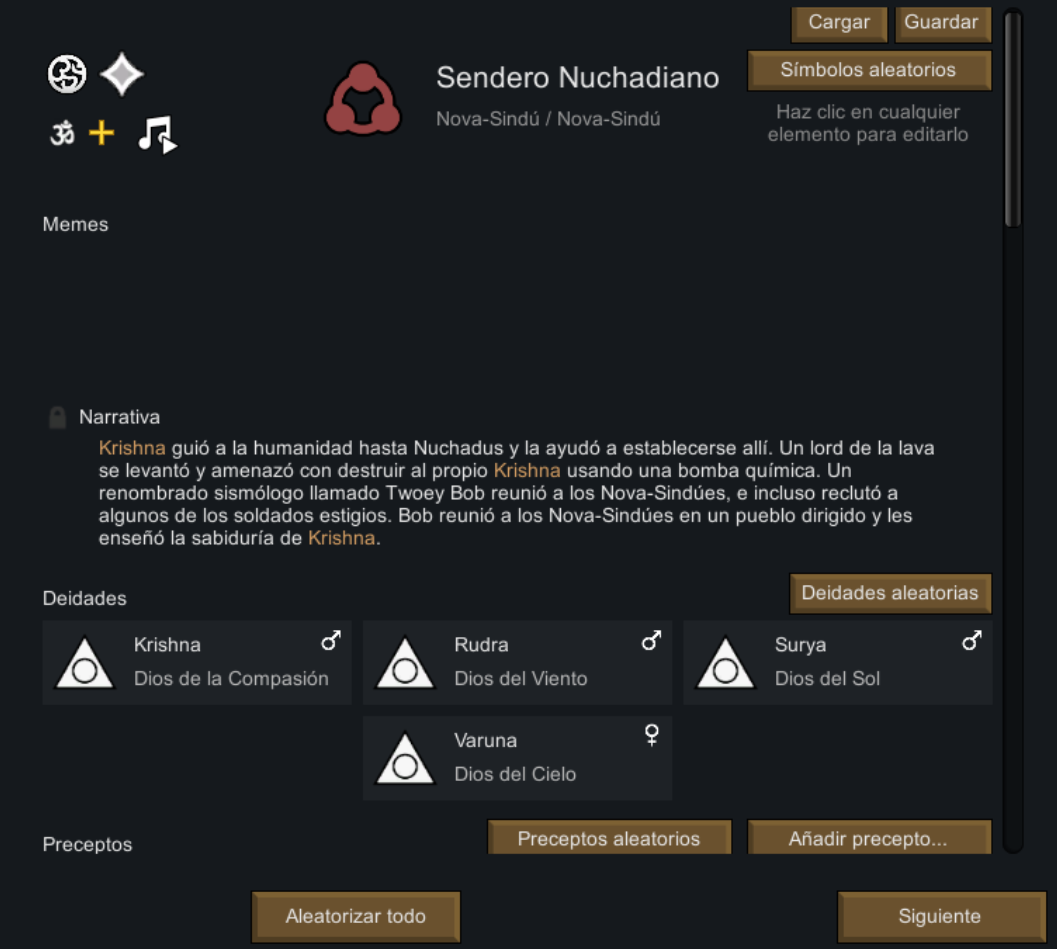 Cargar
Guardar
Sendero Nuchadiano
Nova-Sindú / Nova-Sindú
Símbolos aleatorios
Haz clic en cualquier
elemento para editarlo
ॐ
Memes
Narrativa
Krishna guió a la humanidad hasta Nuchadus y la ayudó a establecerse allí. Un lord de la lava
se levantó y amenazó con destruir al propio Krishna usando una bomba química. Un
renombrado sismólogo llamado Twoey Bob reunió a los Nova-Sindúes, e incluso reclutó a
algunos de los soldados estigios. Bob reunió a los Nova-Sindúes en un pueblo dirigido y les
enseñó la sabiduría de Krishna.
Deidades
Deidades aleatorias
Krishna
Dios de la Compasión
Rudra
Dios del Viento
Surya
Dios del Sol
Varuna
Dios del Cielo
Preceptos
Preceptos aleatorios
Añadir precepto...
Aleatorizar todo
Siguiente